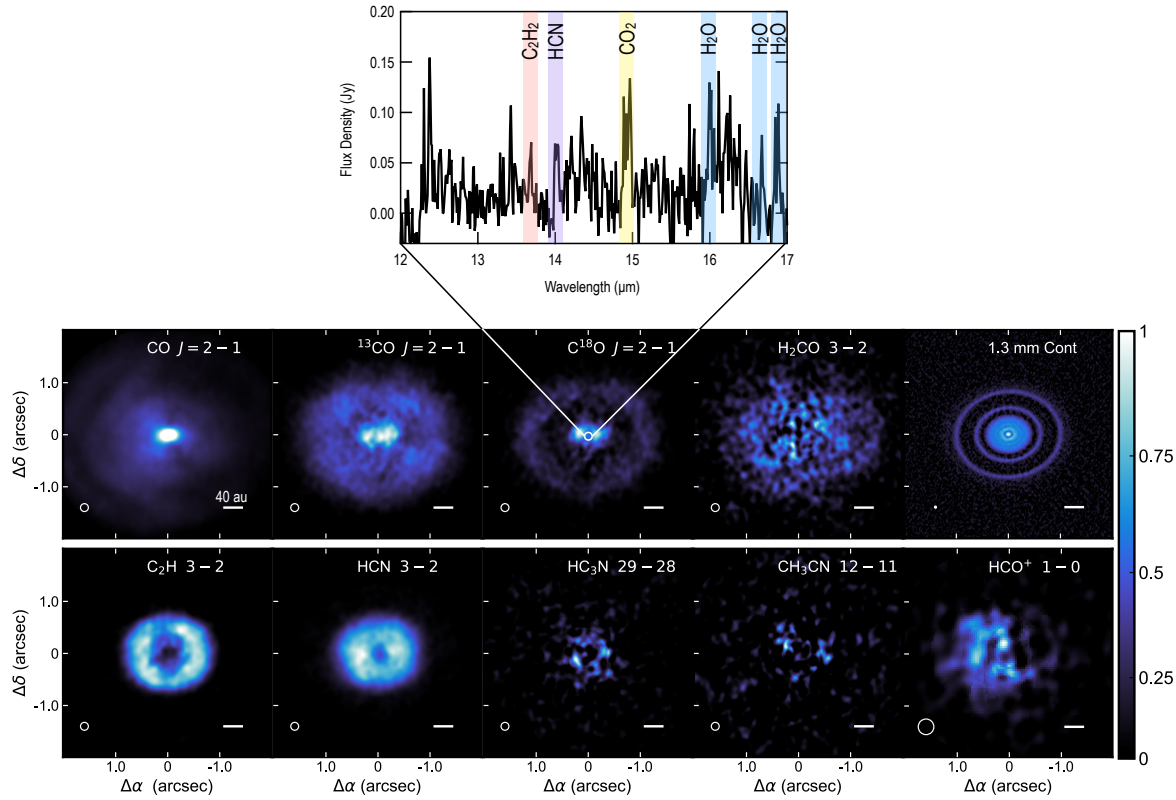 0.20
0.15
0.10
0.05
0.00
Flux Density (Jy)
C₂H₂
HCN
CO₂
H₂O
H₂O
H₂O
12 13 14 15 16 17
Wavelength (μm)
CO J = 2 − 1
¹³CO J = 2 − 1
C¹⁸O J = 2 − 1
H₂CO 3 − 2
1.3 mm Cont
1.0
0
-1.0
Δδ (arcsec)
40 au
C₂H 3 − 2
HCN 3 − 2
HC₃N 29 − 28
CH₃CN 12 − 11
HCO⁺ 1 − 0
1.0
0
-1.0
Δδ (arcsec)
1.0 0 -1.0 1.0 0 -1.0 1.0 0 -1.0 1.0 0 -1.0 1.0 0 -1.0
Δα (arcsec) Δα (arcsec) Δα (arcsec) Δα (arcsec) Δα (arcsec)
1
0.75
0.5
0.25
0